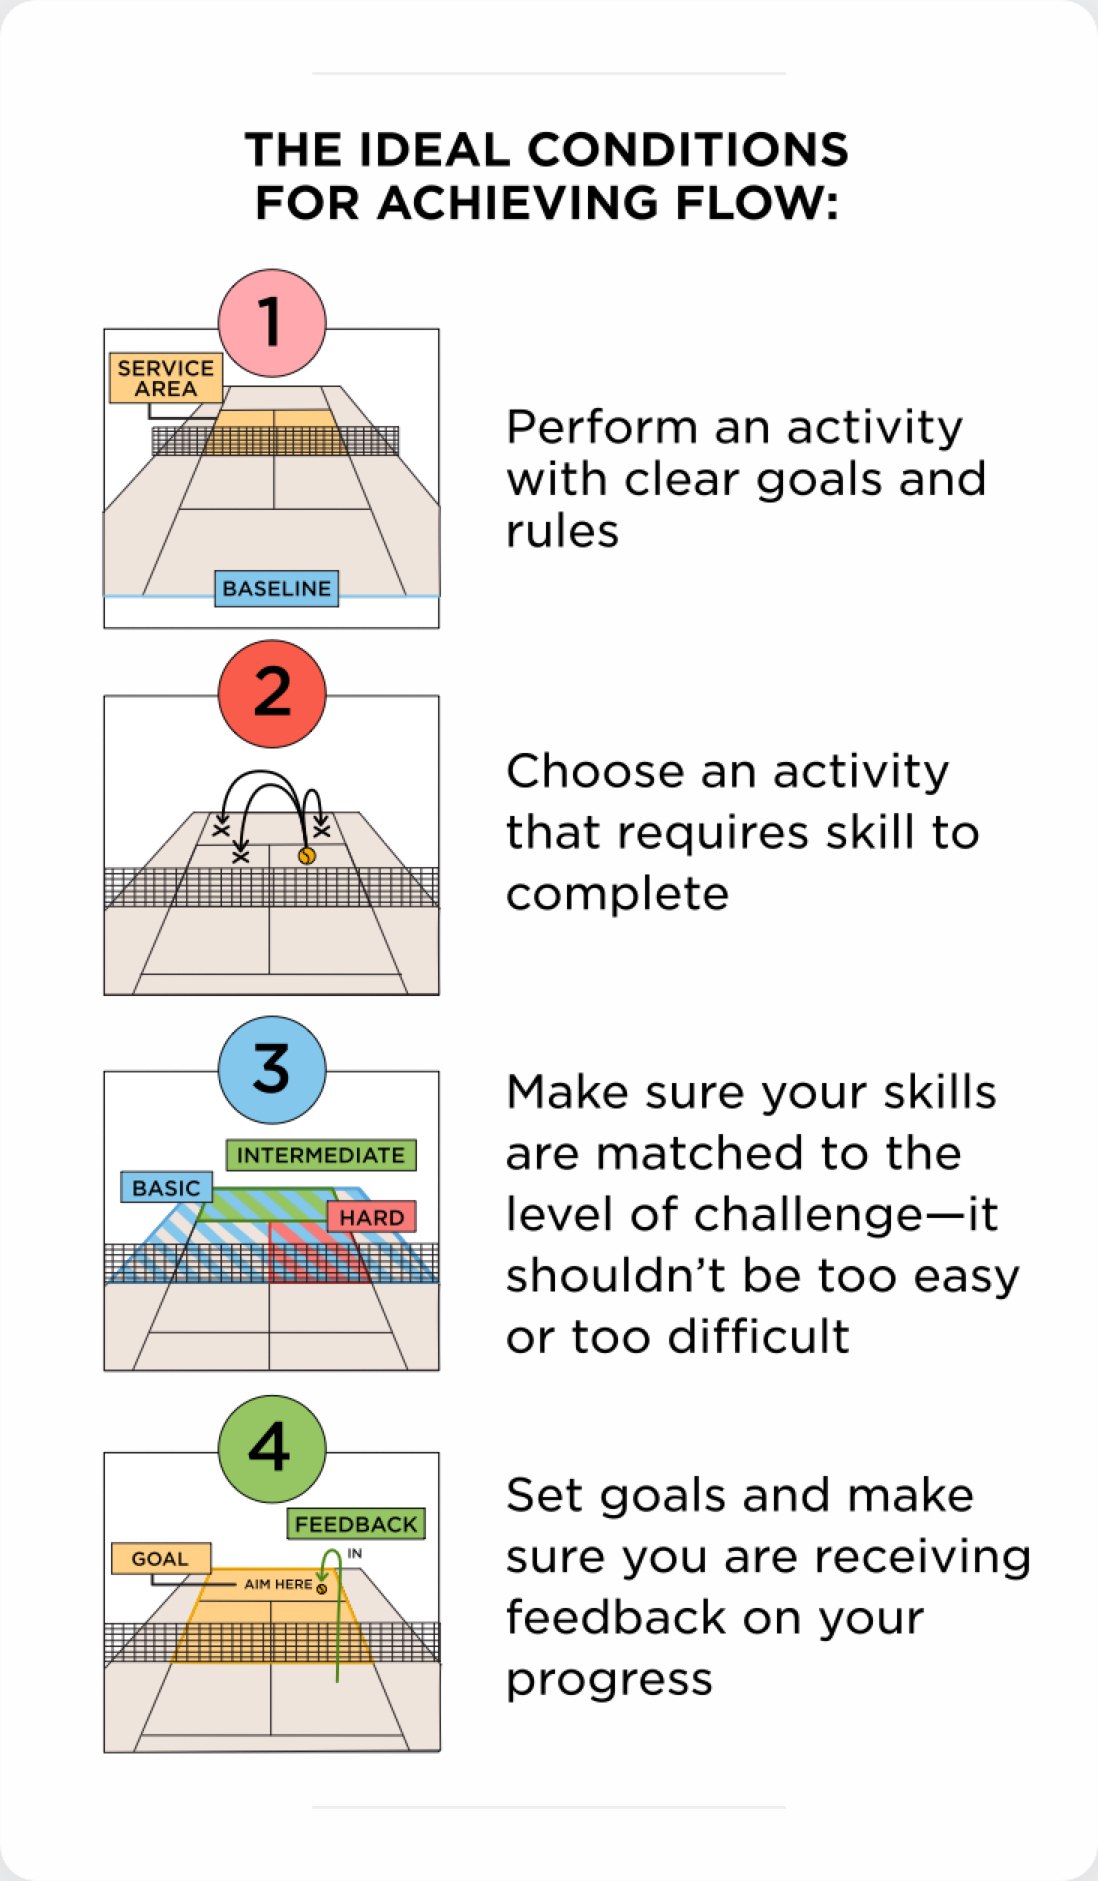 THE IDEAL CONDITIONS
FOR ACHIEVING FLOW:
1
SERVICE
AREA
BASELINE
Perform an activity
with clear goals and
rules
2
Choose an activity
that requires skill to
complete
3
INTERMEDIATE
BASIC
HARD
Make sure your skills
are matched to the
level of challenge—it
shouldn’t be too easy
or too difficult
4
FEEDBACK
IN
GOAL
AIM HERE
Set goals and make
sure you are receiving
feedback on your
progress